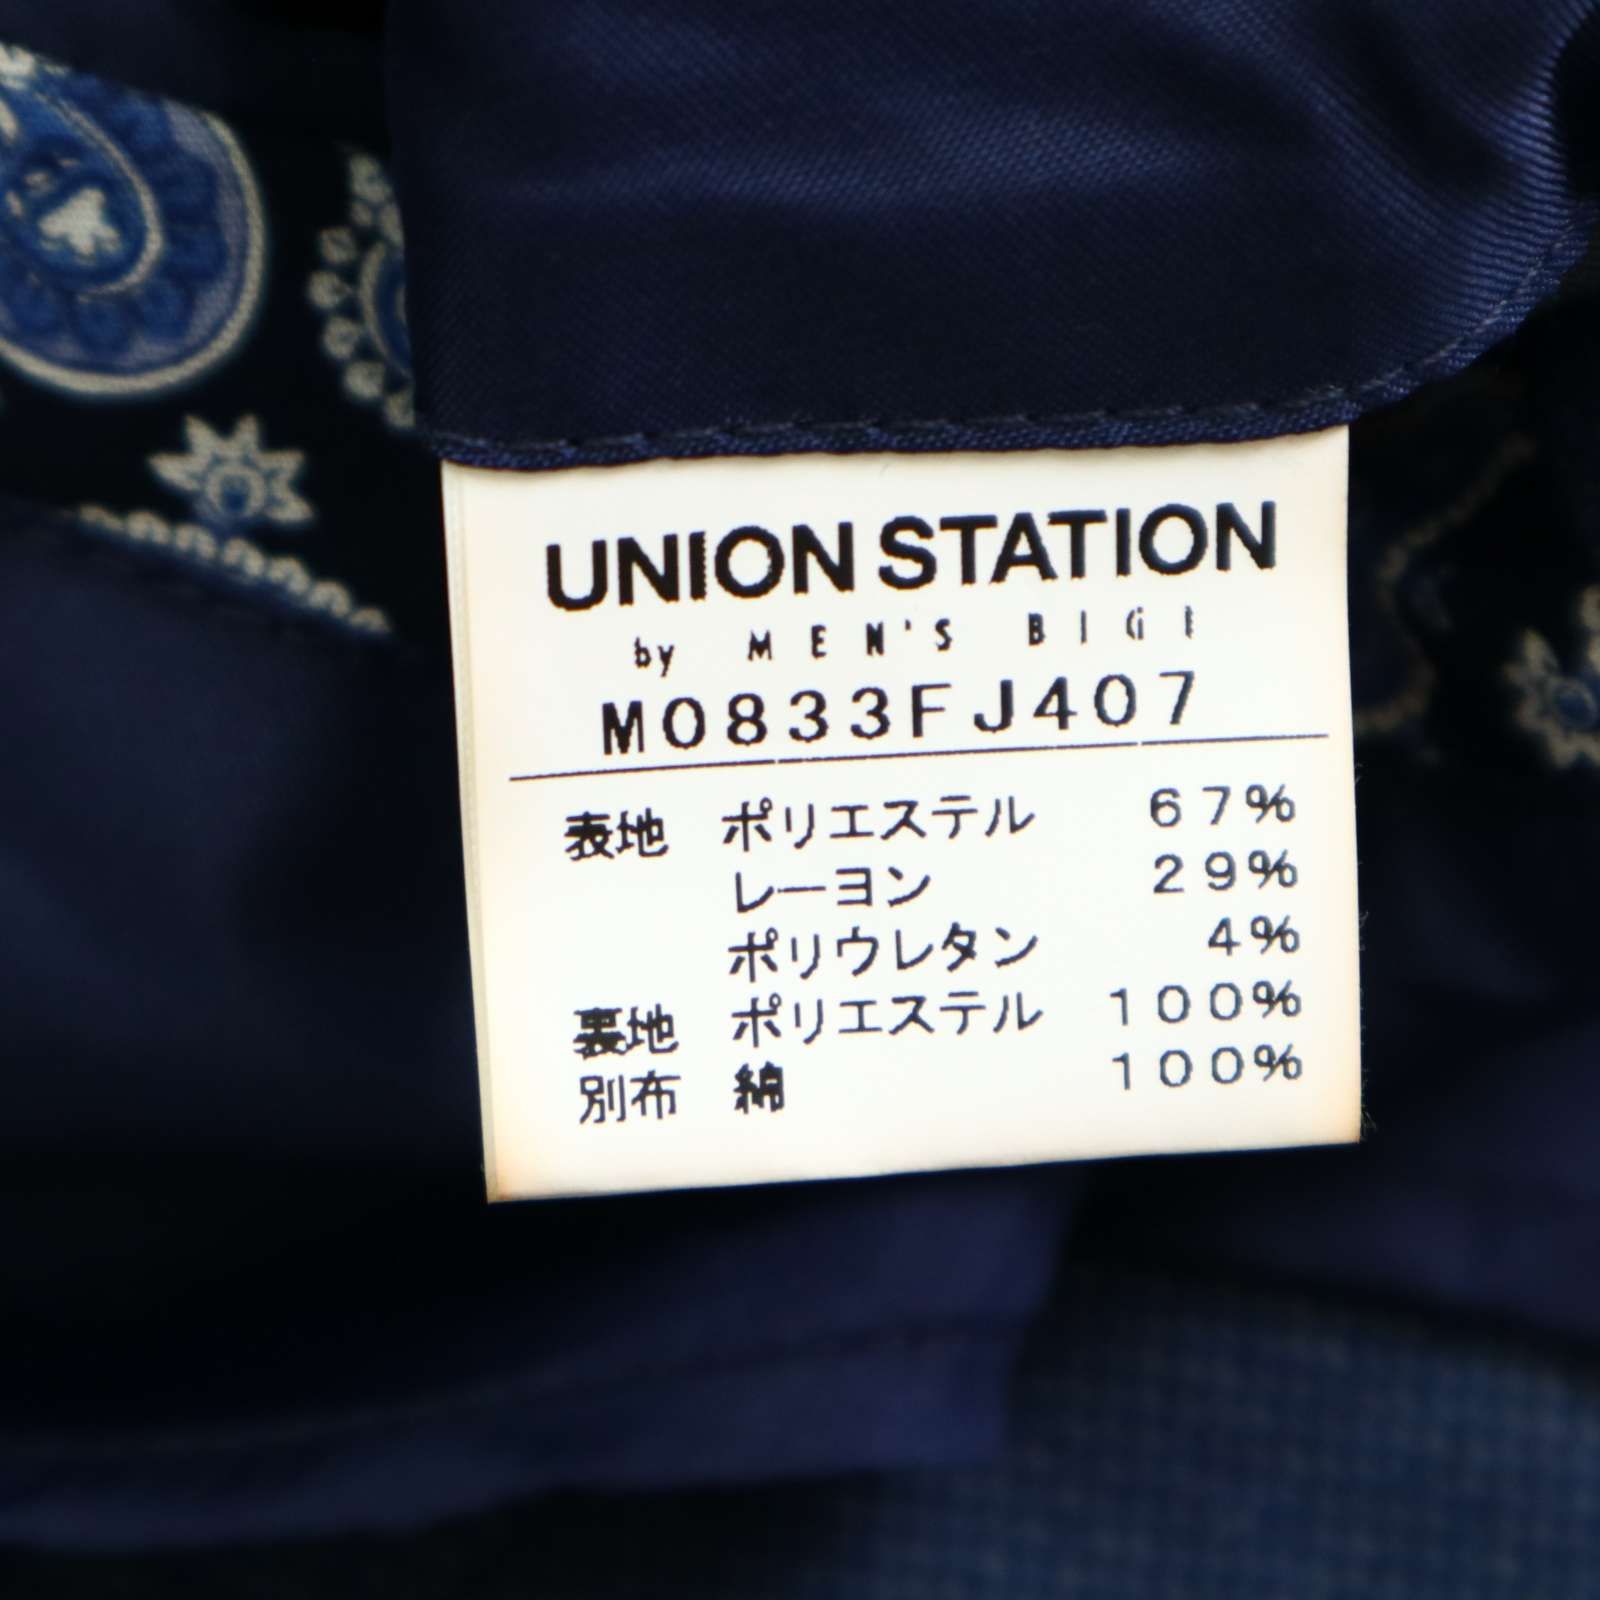 UNION STATION
by MEN'S BIGI
M0833FJ407
表地 ポリエステル 67%
レーヨン 29%
ポリウレタン 4%
裏地 ポリエステル 100%
別布 綿 100%